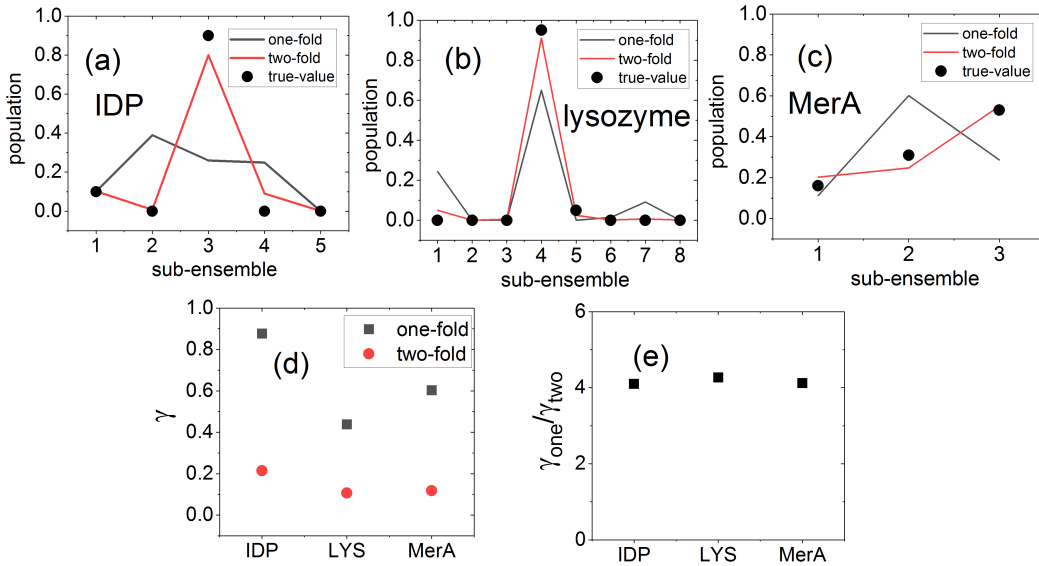 (a)
IDP
one-fold
two-fold
true-value
population
1.0
0.8
0.6
0.4
0.2
0.0
1 2 3 4 5
sub-ensemble
(b)
lysozyme
one-fold
two-fold
true-value
population
1.0
0.8
0.6
0.4
0.2
0.0
1 2 3 4 5 6 7 8
sub-ensemble
(c)
MerA
one-fold
two-fold
true-value
population
1.0
0.8
0.6
0.4
0.2
0.0
1 2 3
sub-ensemble
(d)
one-fold
two-fold
γ
1.0
0.8
0.6
0.4
0.2
0.0
IDP LYS MerA
(e)
γone/γtwo
6
4
2
0
IDP LYS MerA